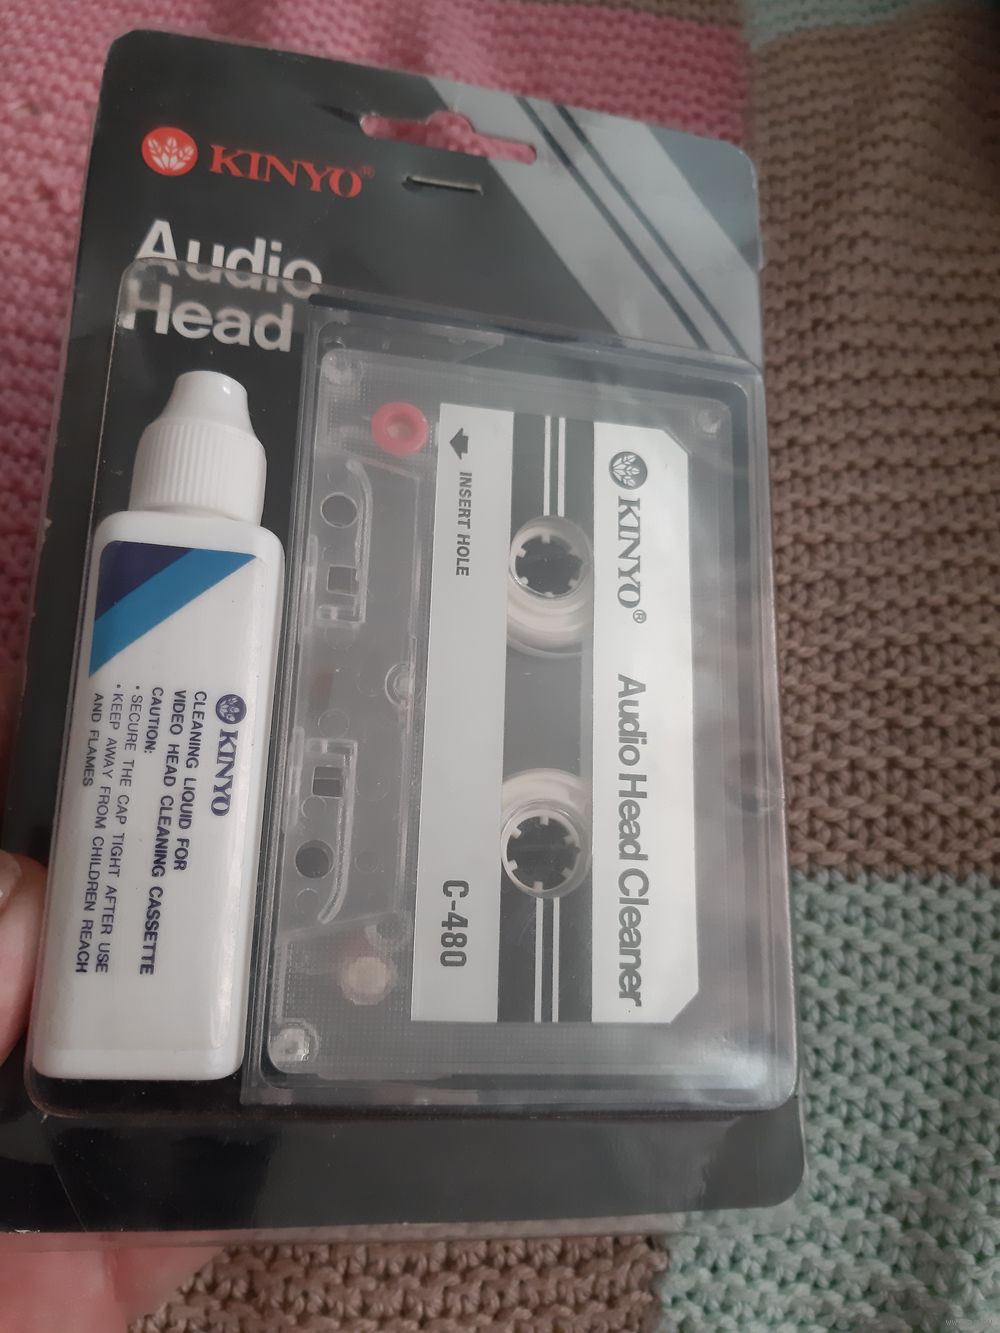 KINYO®
Audio
Head
KINYO
CLEANING LIQUID FOR
VIDEO HEAD CLEANING CASSETTE
CAUTION:
• SECURE THE CAP TIGHT AFTER USE
• KEEP AWAY FROM CHILDREN REACH
AND FLAMES
KINYO® Audio Head Cleaner
INSERT HOLE C-480